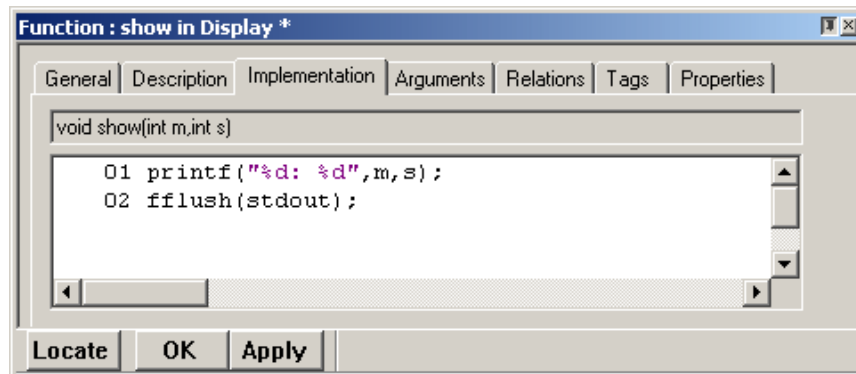 Function : show in Display *
General Description Implementation Arguments Relations Tags Properties
void show(int m,int s)
01 printf("%d: %d",m,s);
02 fflush(stdout);
Locate OK Apply